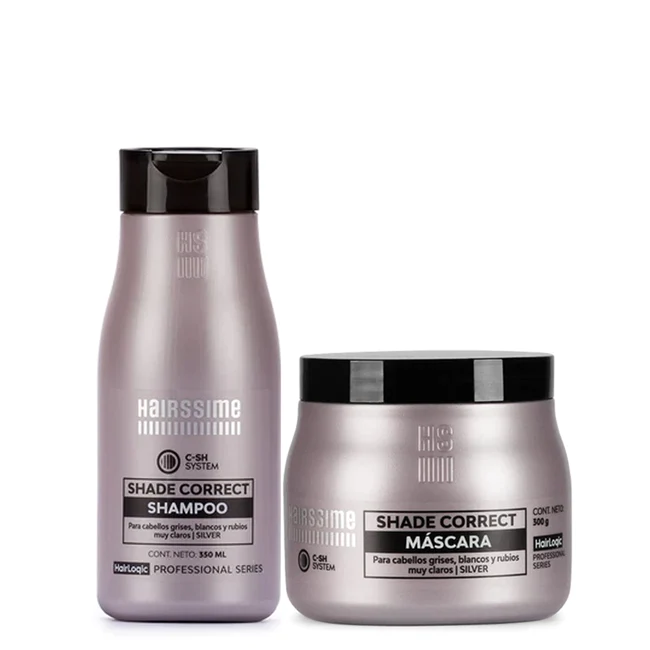 HS
HAIRSSIME
C-SH
SYSTEM
SHADE CORRECT
SHAMPOO
Para cabellos grises, blancos y rubios
muy claros | SILVER
CONT. NETO: 350 ML
HairLogic PROFESSIONAL SERIES
HS
HAIRSSIME
C-SH
SYSTEM
SHADE CORRECT
MÁSCARA
Para cabellos grises, blancos y rubios
muy claros | SILVER
CONT. NETO:
300 g
HairLogic
PROFESSIONAL
SERIES